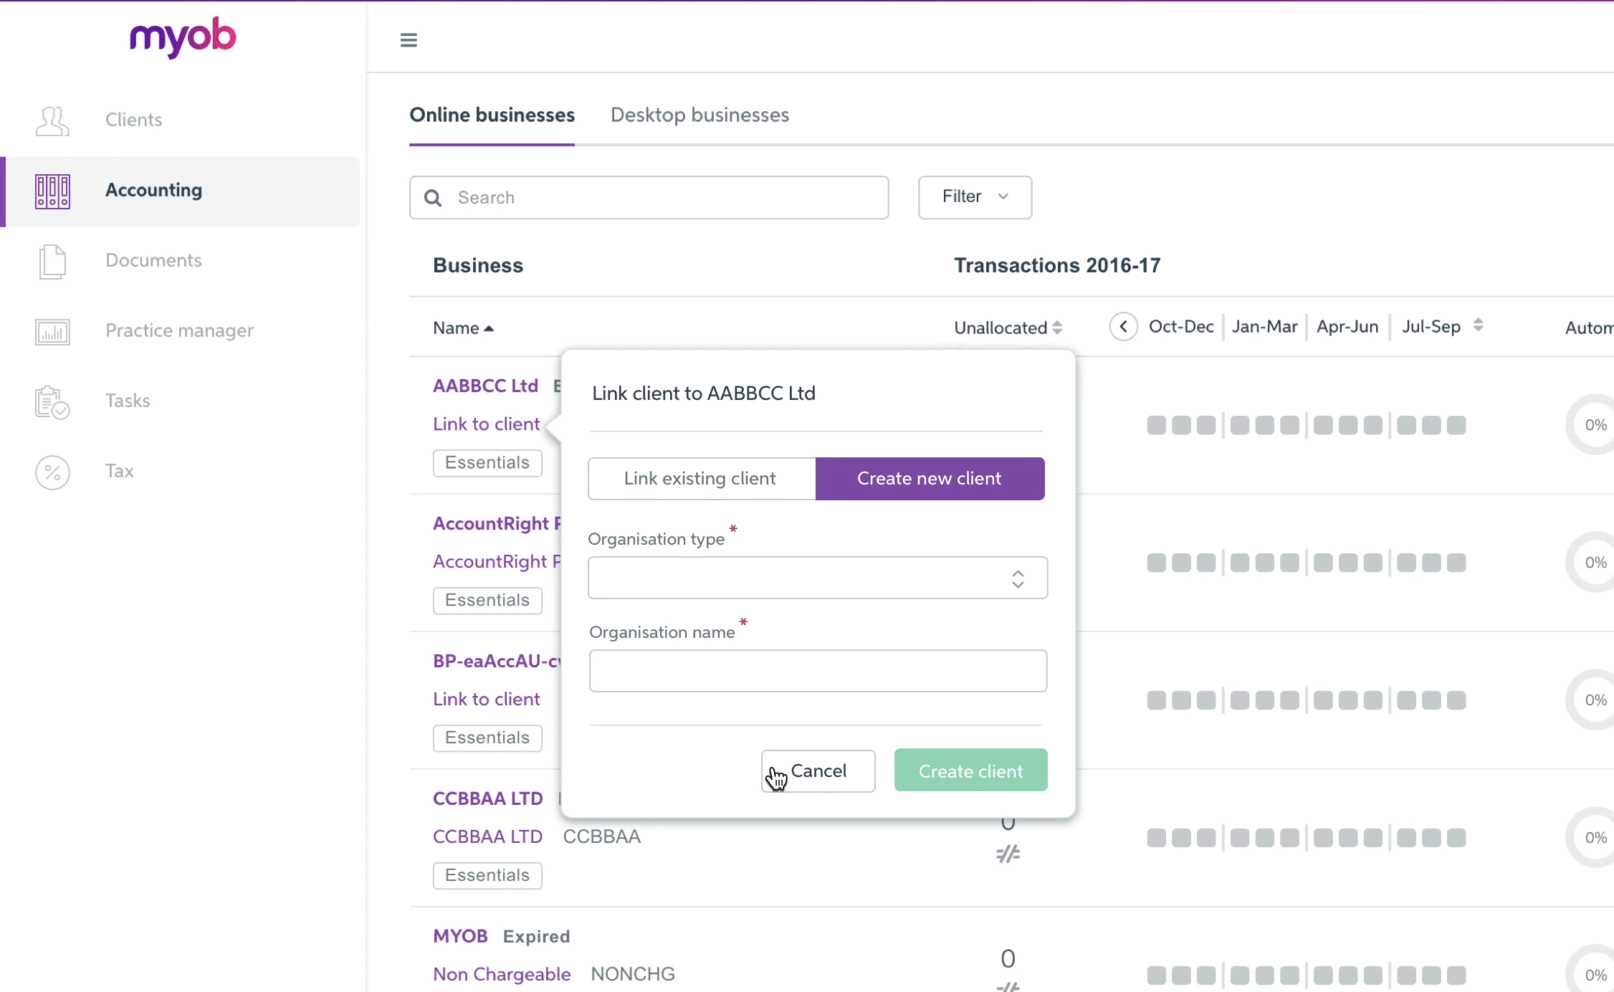 myob
Clients
Accounting
Documents
Practice manager
Tasks
Tax
Online businesses Desktop businesses
Search Filter
Business Transactions 2016-17
Name Unallocated Oct-Dec Jan-Mar Apr-Jun Jul-Sep
AABBCC Ltd
Link to client
Essentials
0%
AccountRight
AccountRight
Essentials
0%
Link to client
Essentials
0%
Link client to AABBCC Ltd
Link existing client Create new client
Organisation type *
Organisation name *
Cancel Create client
CCBBAA LTD
CCBBAA LTD CCBBAA
Essentials
0
0%
MYOB Expired
Non Chargeable NONCHG
0
0%